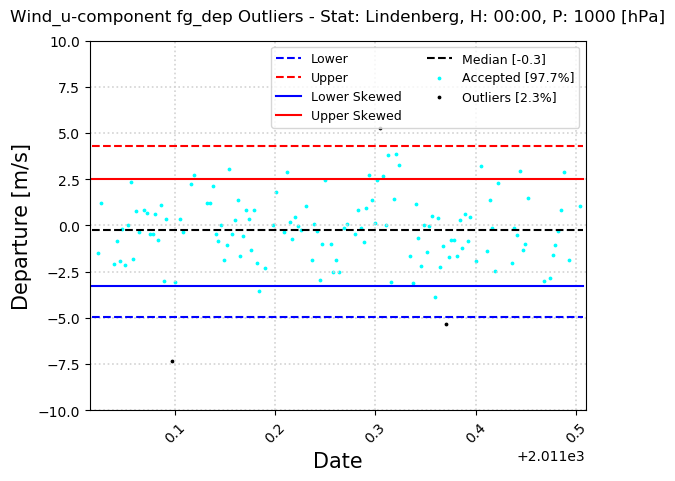 Wind_u-component fg_dep Outliers - Stat: Lindenberg, H: 00:00, P: 1000 [hPa]
10.0
7.5
5.0
2.5
0.0
−2.5
−5.0
−7.5
−10.0
Departure [m/s]
Lower
Upper
Lower Skewed
Upper Skewed
Median [-0.3]
Accepted [97.7%]
Outliers [2.3%]
0.1
0.2
0.3
0.4
0.5
+2.011e3
Date